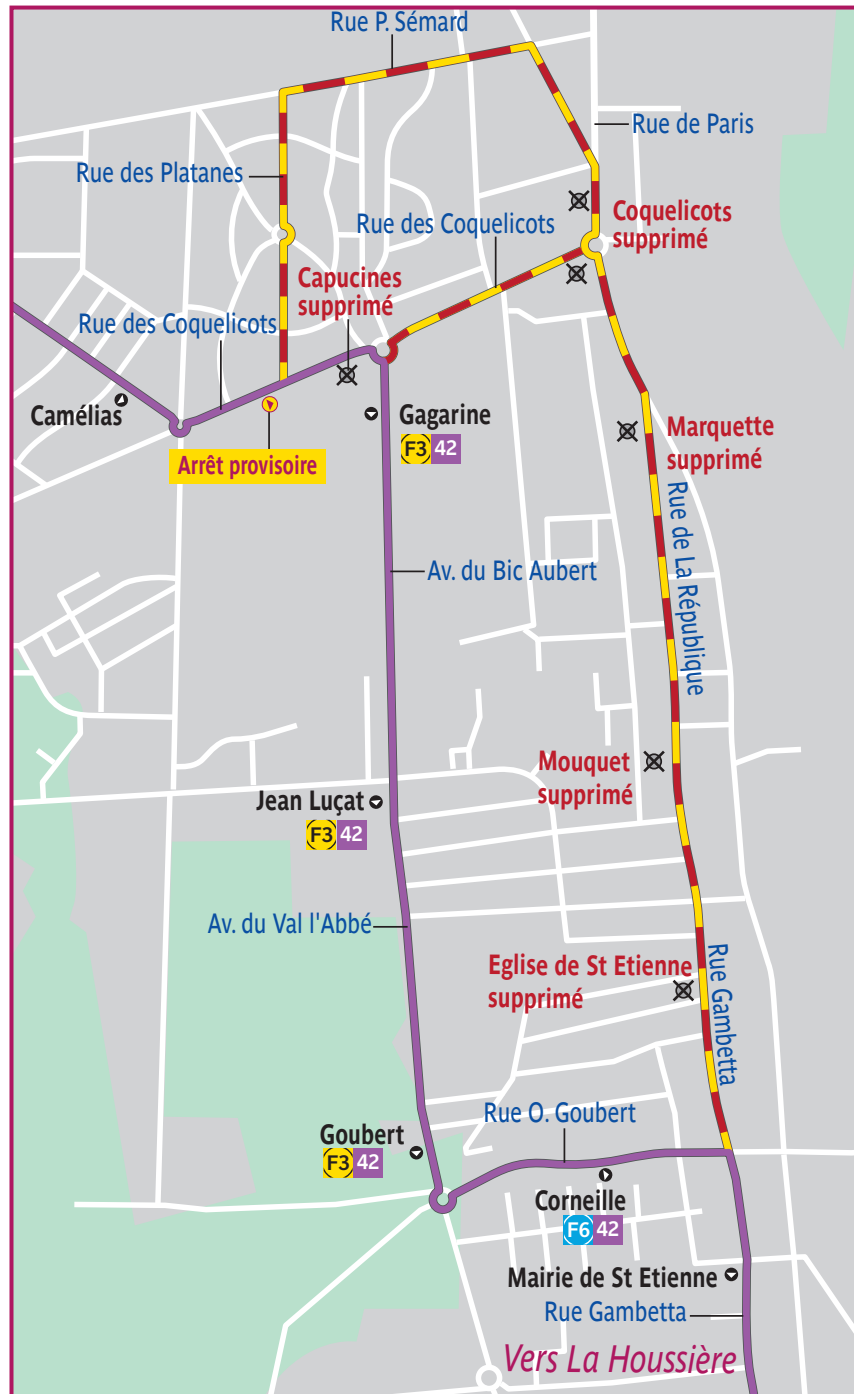 Rue P. Sémard
Rue de Paris
Rue des Platanes
Coquelicots
supprimé
Rue des Coquelicots
Capucines
supprimé
Rue des Coquelicots
Camélias
Gagarine
F3 42
Arrêt provisoire
Marquette
supprimé
Rue de La République
Av. du Bic Aubert
Mouquet
supprimé
Jean Luçat
F3 42
Av. du Val l'Abbé
Eglise de St Etienne
supprimé
Rue Gambetta
Rue O. Goubert
Goubert
F3 42
Corneille
F6 42
Mairie de St Etienne
Rue Gambetta
Vers La Houssière